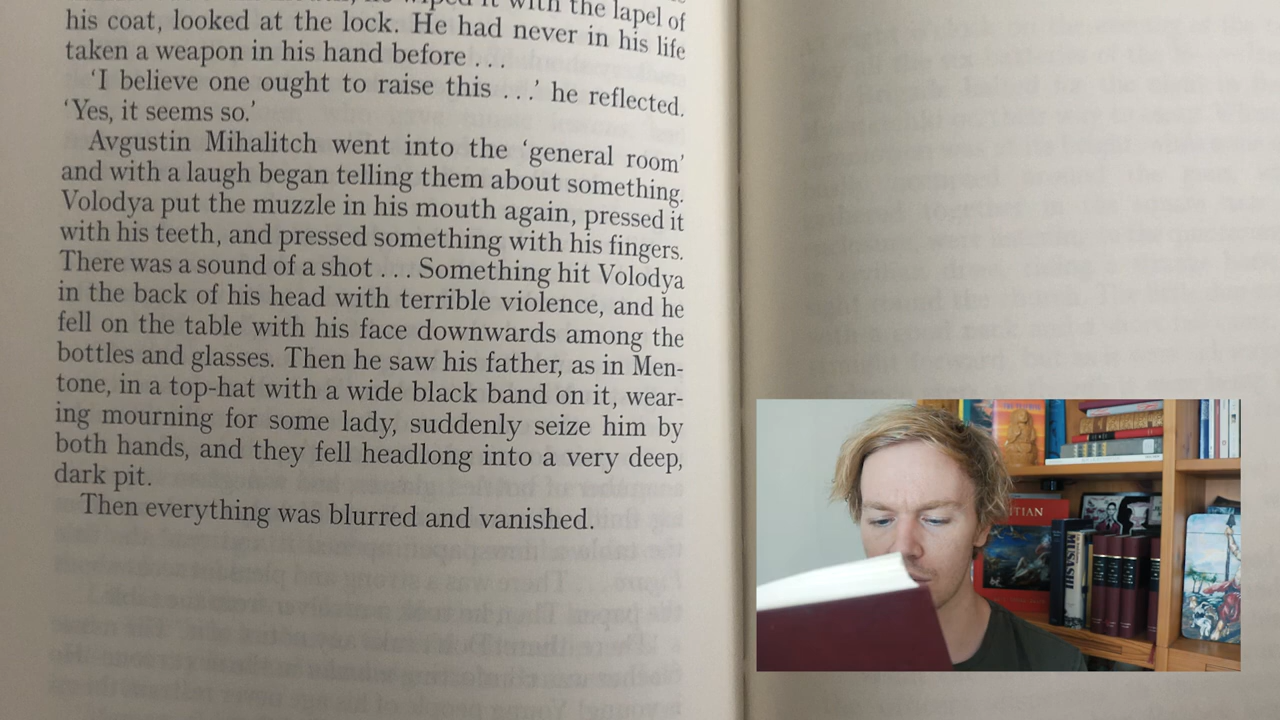 it with the lapel of
his coat, looked at the lock. He had never in his life
taken a weapon in his hand before ....
'I believe one ought to raise this ...' he reflected.
'Yes, it seems so.'
Avgustin Mihalitch went into the 'general room'
and with a laugh began telling them about something.
Volodya put the muzzle in his mouth again, pressed it
with his teeth, and pressed something with his fingers.
There was a sound of a shot .... Something hit Volodya
in the back of his head with terrible violence, and he
fell on the table with his face downwards among the
bottles and glasses. Then he saw his father, as in Men-
tone, in a top-hat with a wide black band on it, wear-
ing mourning for some lady, suddenly seize him by
both hands, and they fell headlong into a very deep,
dark pit.
Then everything was blurred and vanished.
TITIAN
MUSASHI